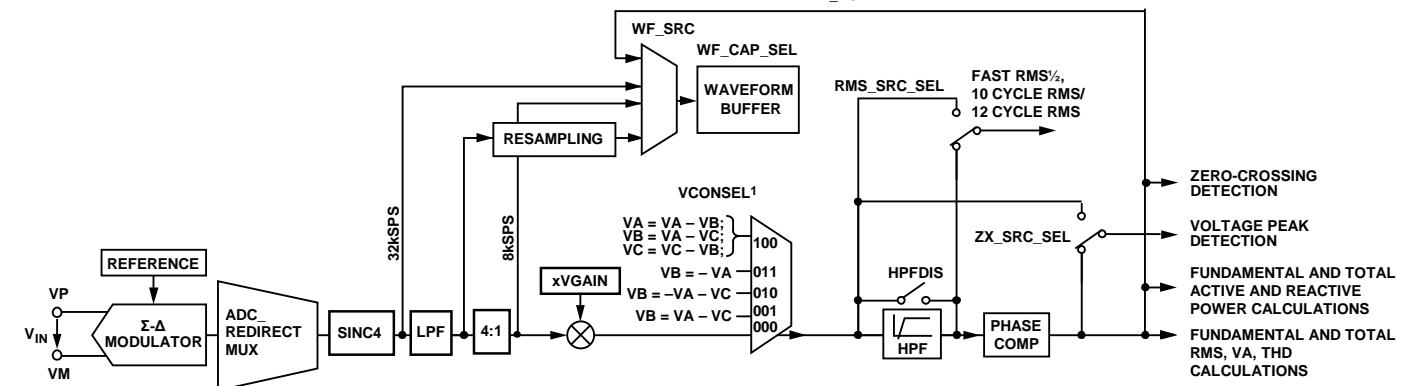 WF_SRC
WF_CAP_SEL
WAVEFORM
BUFFER
RESAMPLING
RMS_SRC_SEL
FAST RMS½,
10 CYCLE RMS/
12 CYCLE RMS
32kSPS
8kSPS
VCONSEL1
VA = VA – VB;
VB = VA – VC;
VC = VC – VB;
100
VB = – VA
011
VB = –VA – VC
010
VB = VA – VC
001
000
ZX_SRC_SEL
ZERO-CROSSING
DETECTION
VOLTAGE PEAK
DETECTION
REFERENCE
VP
VIN
VM
Σ-Δ
MODULATOR
ADC_
REDIRECT
MUX
SINC4
LPF
4:1
xVGAIN
HPFDIS
HPF
PHASE
COMP
FUNDAMENTAL AND TOTAL
ACTIVE AND REACTIVE
POWER CALCULATIONS
FUNDAMENTAL AND TOTAL
RMS, VA, THD
CALCULATIONS